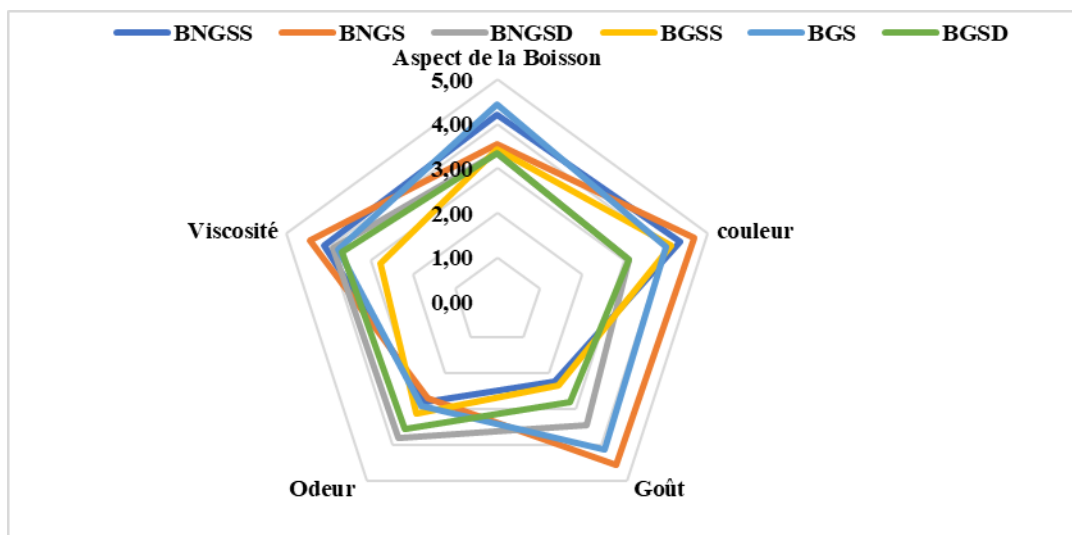 BNGSS BNGS BNGSD BGSS BGS BGSD
Aspect de la Boisson
5,00
4,00
3,00
2,00
1,00
0,00
Viscosité
couleur
Odeur
Goût